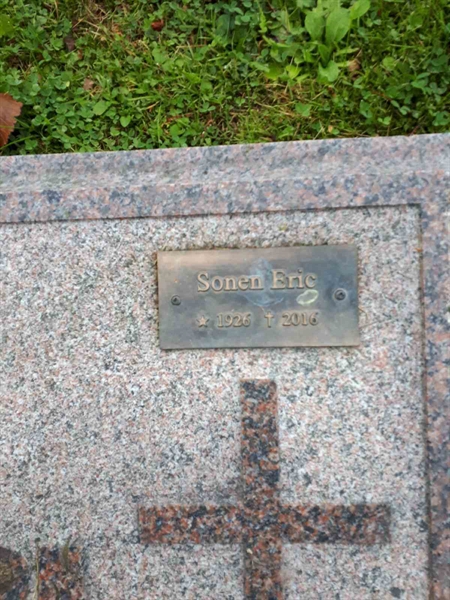 Sonen Eric
★ 1926 † 2016